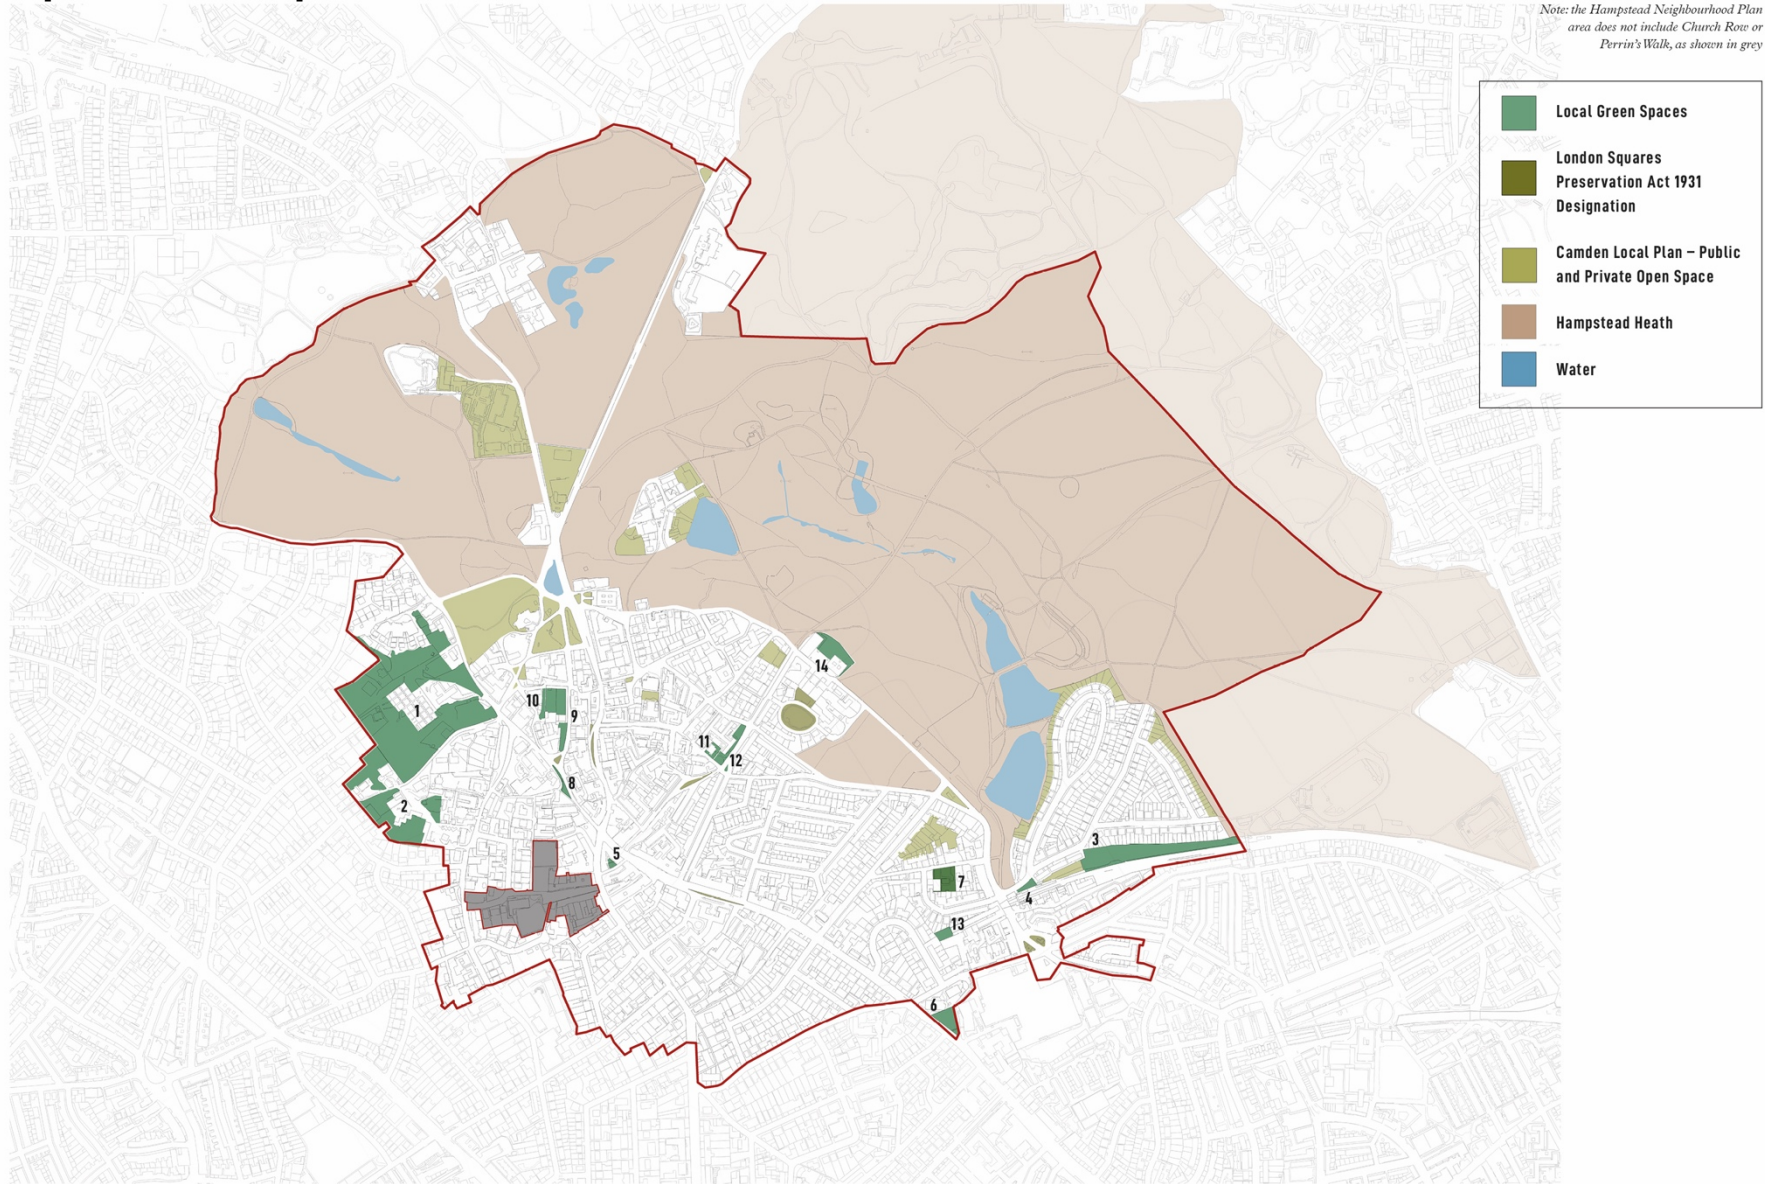 Note: the Hampstead Neighbourhood Plan
area does not include Church Row or
Perrin's Walk, as shown in grey
Local Green Spaces
London Squares
Preservation Act 1931
Designation
Camden Local Plan – Public
and Private Open Space
Hampstead Heath
Water
14
10
1
9
11
12
8
2
3
5
7
4
13
6